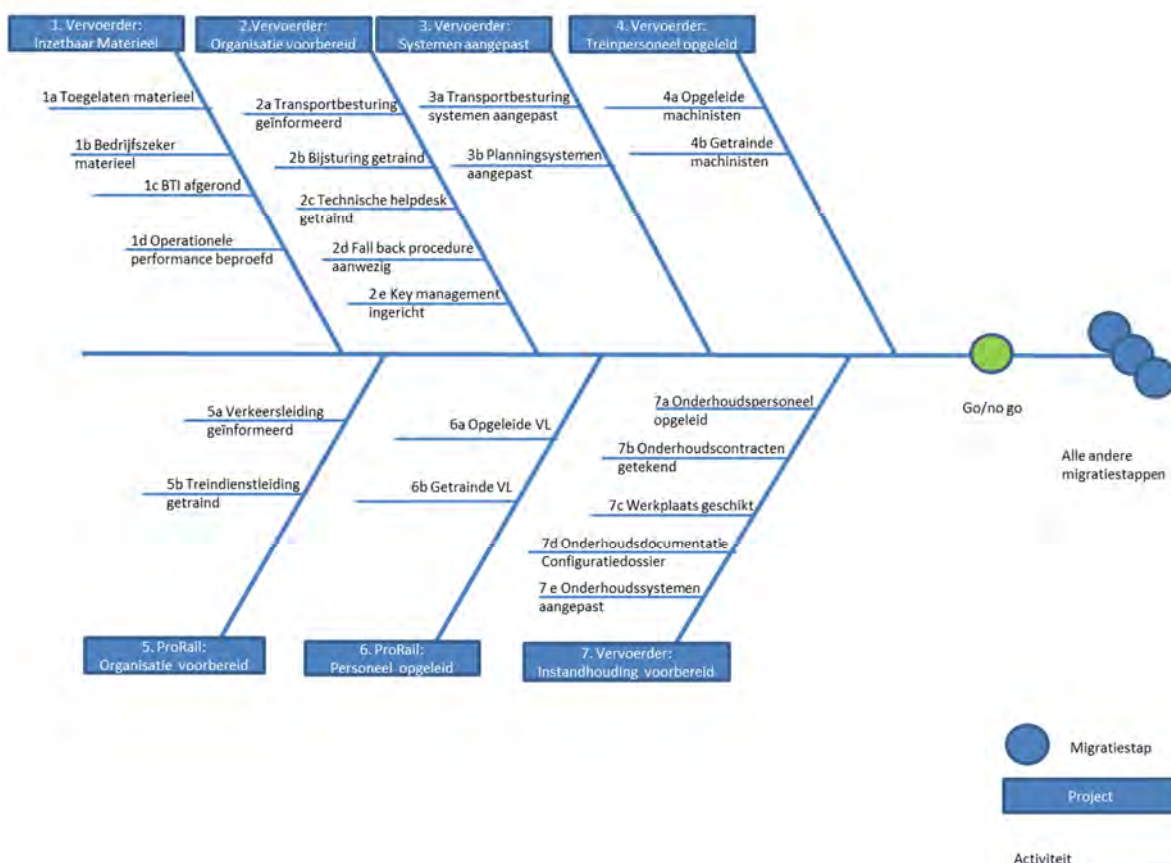 1. Vervoerder:
Inzetbaar Materieel
2.Vervoerder:
Organisatie voorbereid
3. Vervoerder:
Systemen aangepast
4. Vervoerder:
Treinpersoneel opgeleid
1a Toegelaten materieel
1b Bedrijfszeker
materieel
1c BTI afgerond
1d Operationele
performance beproefd
2a Transportbesturing
geïnformeerd
2b Bijsturing getraind
2c Technische helpdesk
getraind
2d Fall back procedure
aanwezig
2 e Key management
ingericht
3a Transportbesturing
systemen aangepast
3b Planningsystemen
aangepast
4a Opgeleide
machinisten
4b Getrainde
machinisten
Go/no go
Alle andere
migratiestappen
5a Verkeersleiding
geïnformeerd
5b Treindienstleiding
getraind
6a Opgeleide VL
6b Getrainde VL
7a Onderhoudspersoneel
opgeleid
7b Onderhoudscontracten
getekend
7c Werkplaats geschikt
7d Onderhoudsdocumentatie
Configuratiedossier
7 e Onderhoudssystemen
aangepast
5. ProRail:
Organisatie voorbereid
6. ProRail:
Personeel opgeleid
7. Vervoerder:
Instandhouding voorbereid
Migratiestap
Project
Activiteit